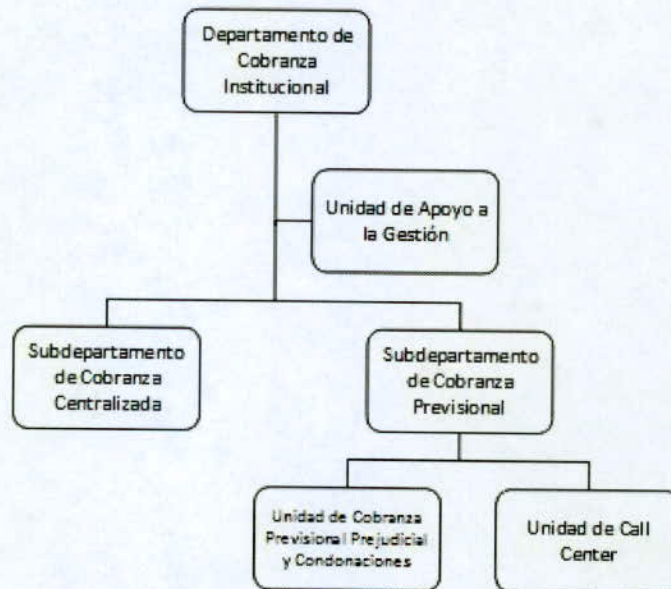 Departamento de
Cobranza
Institucional
Unidad de Apoyo a
la Gestión
Subdepartamento
de Cobranza
Centralizada
Subdepartamento
de Cobranza
Previsional
Unidad de Cobranza
Previsional Prejudicial
y Condonaciones
Unidad de Call
Center